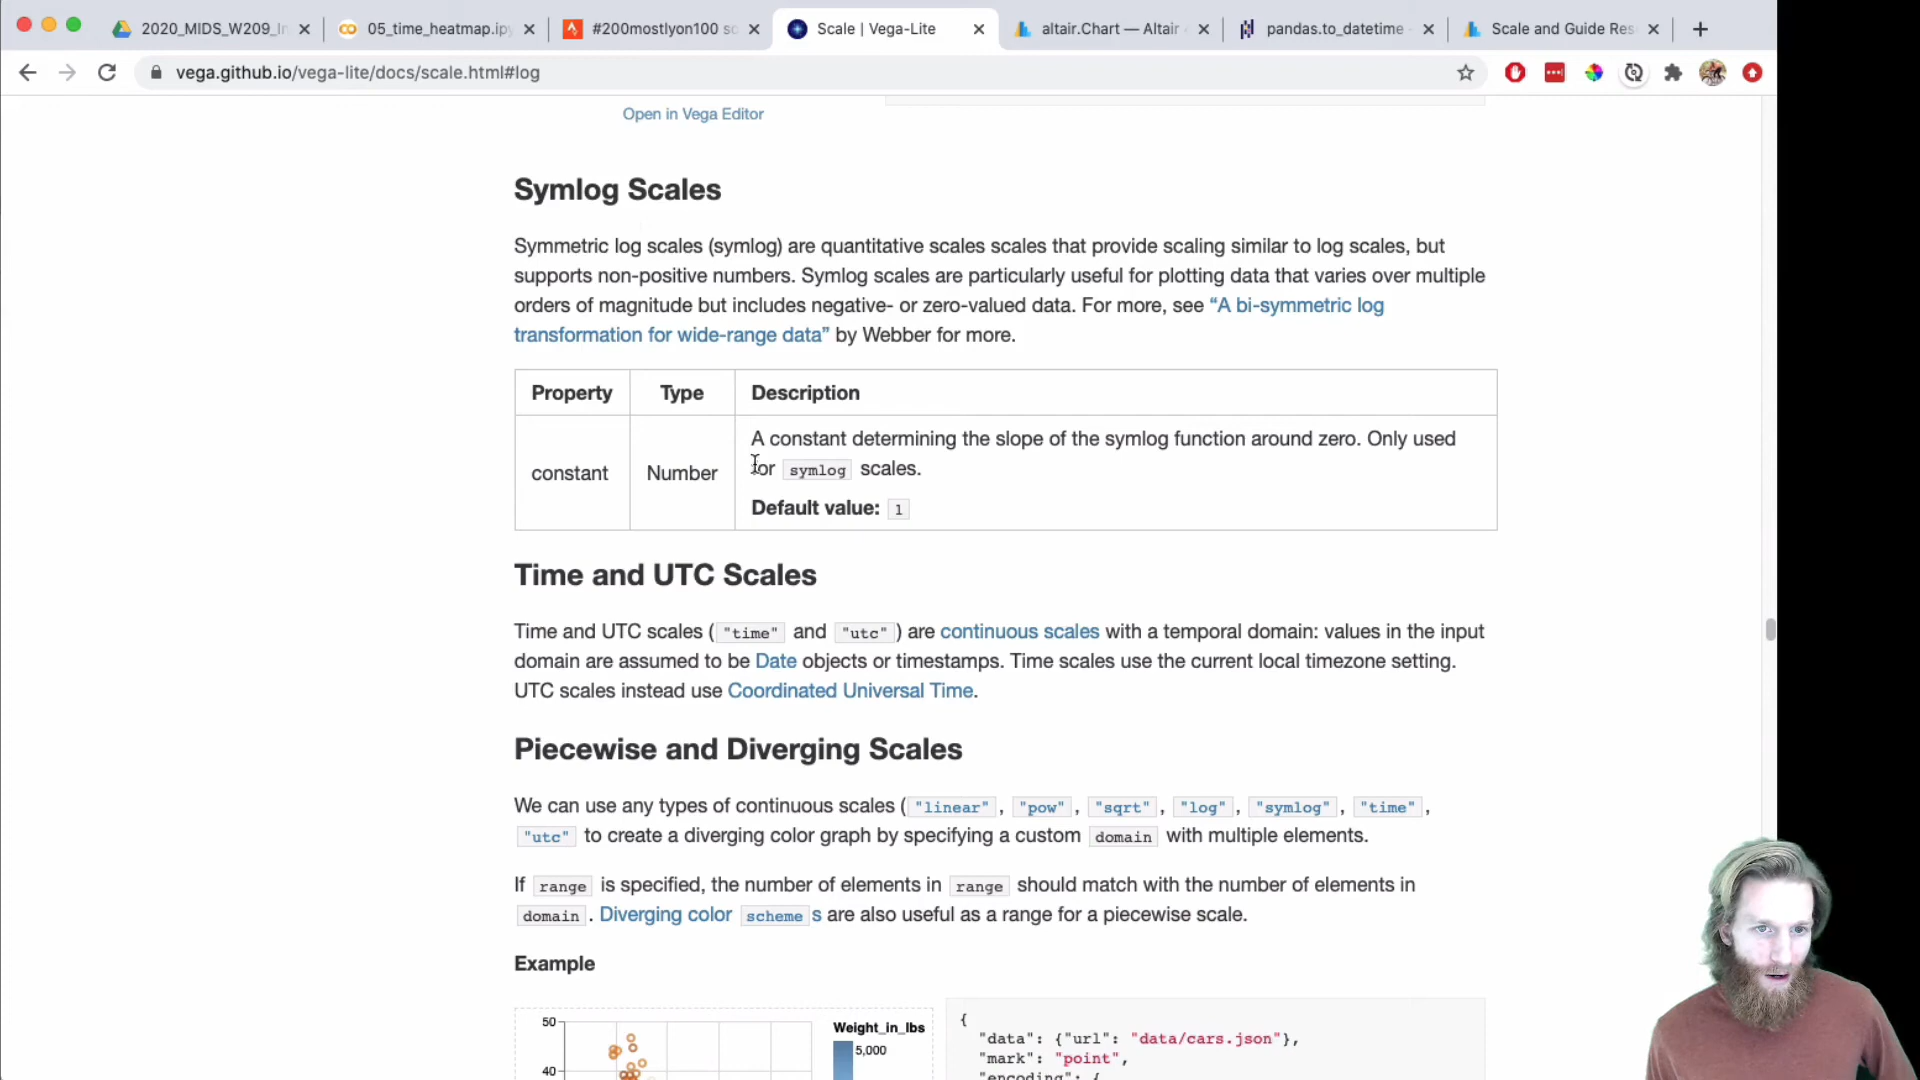 2020_MIDS_W209_In
05_time_heatmap.ipy
#200mostlyon100 so
Scale | Vega-Lite
altair.Chart — Altair
pandas.to_datetime
Scale and Guide Res
vega.github.io/vega-lite/docs/scale.html#log
Open in Vega Editor
Symlog Scales
Symmetric log scales (symlog) are quantitative scales scales that provide scaling similar to log scales, but
supports non-positive numbers. Symlog scales are particularly useful for plotting data that varies over multiple
orders of magnitude but includes negative- or zero-valued data. For more, see “A bi-symmetric log
transformation for wide-range data” by Webber for more.
Property Type Description
constant Number A constant determining the slope of the symlog function around zero. Only used
for symlog scales.
Default value: 1
Time and UTC Scales
Time and UTC scales ( "time" and "utc" ) are continuous scales with a temporal domain: values in the input
domain are assumed to be Date objects or timestamps. Time scales use the current local timezone setting.
UTC scales instead use Coordinated Universal Time.
Piecewise and Diverging Scales
We can use any types of continuous scales ( "linear" , "pow" , "sqrt" , "log" , "symlog" , "time" ,
"utc" to create a diverging color graph by specifying a custom domain with multiple elements.
If range is specified, the number of elements in range should match with the number of elements in
domain . Diverging color scheme s are also useful as a range for a piecewise scale.
Example
50
40
Weight_in_lbs
5,000
{
"data": {"url": "data/cars.json"},
"mark": "point",
"encoding": {